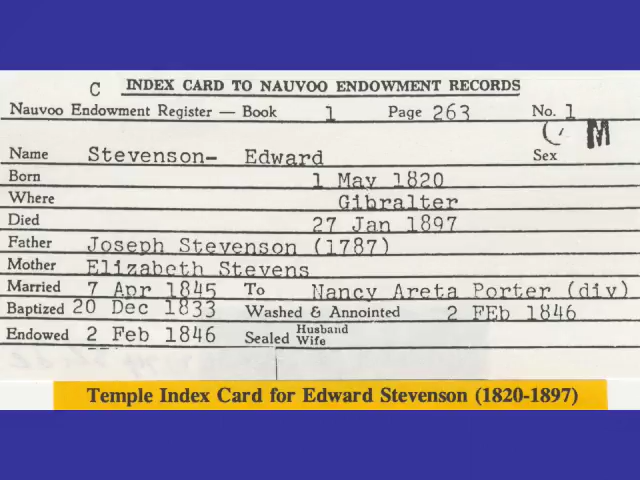 C INDEX CARD TO NAUVOO ENDOWMENT RECORDS
Nauvoo Endowment Register — Book 1 Page 263 No. 1
M
Name Stevenson- Edward Sex
Born 1 May 1820
Where Gibralter
Died 27 Jan 1897
Father Joseph Stevenson (1787)
Mother Elizabeth Stevens
Married 7 Apr 1845 To Nancy Areta Porter (div)
Baptized 20 Dec 1833 Washed & Annointed 2 FEb 1846
Endowed 2 Feb 1846 Sealed Husband Wife
Temple Index Card for Edward Stevenson (1820-1897)